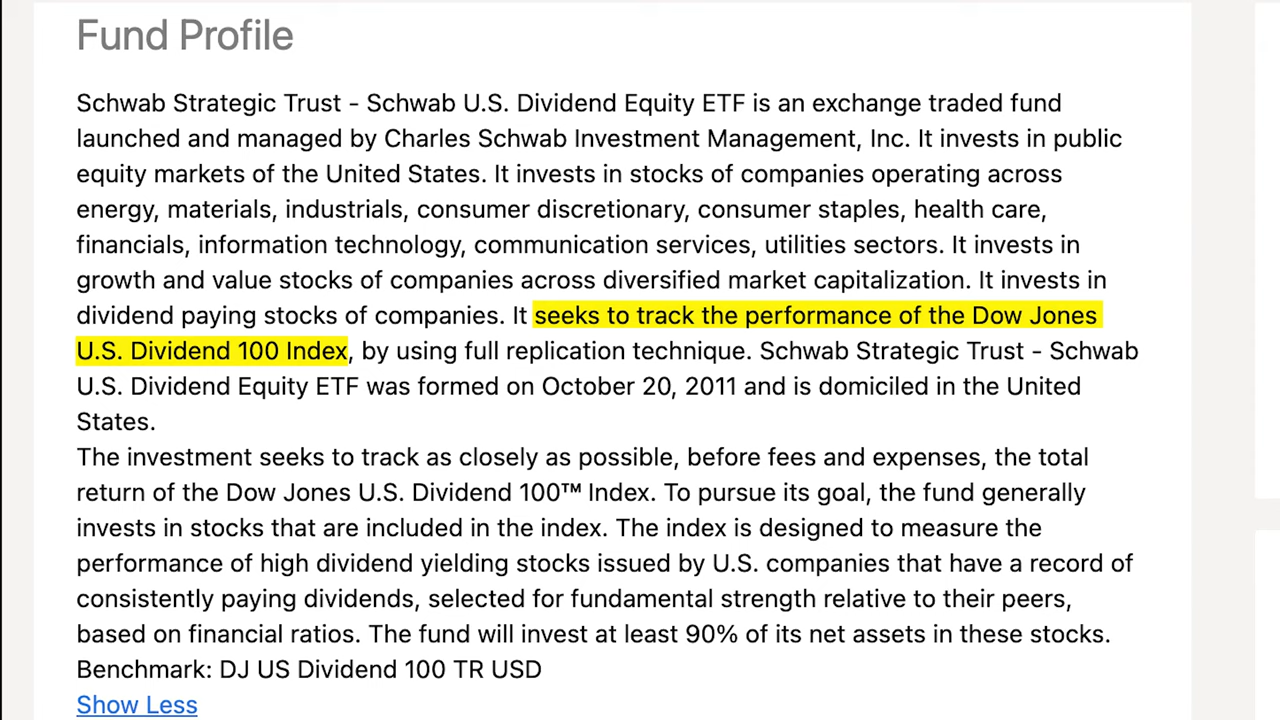 Fund Profile
Schwab Strategic Trust - Schwab U.S. Dividend Equity ETF is an exchange traded fund
launched and managed by Charles Schwab Investment Management, Inc. It invests in public
equity markets of the United States. It invests in stocks of companies operating across
energy, materials, industrials, consumer discretionary, consumer staples, health care,
financials, information technology, communication services, utilities sectors. It invests in
growth and value stocks of companies across diversified market capitalization. It invests in
dividend paying stocks of companies. It seeks to track the performance of the Dow Jones
U.S. Dividend 100 Index, by using full replication technique. Schwab Strategic Trust - Schwab
U.S. Dividend Equity ETF was formed on October 20, 2011 and is domiciled in the United
States.
The investment seeks to track as closely as possible, before fees and expenses, the total
return of the Dow Jones U.S. Dividend 100™ Index. To pursue its goal, the fund generally
invests in stocks that are included in the index. The index is designed to measure the
performance of high dividend yielding stocks issued by U.S. companies that have a record of
consistently paying dividends, selected for fundamental strength relative to their peers,
based on financial ratios. The fund will invest at least 90% of its net assets in these stocks.
Benchmark: DJ US Dividend 100 TR USD
Show Less